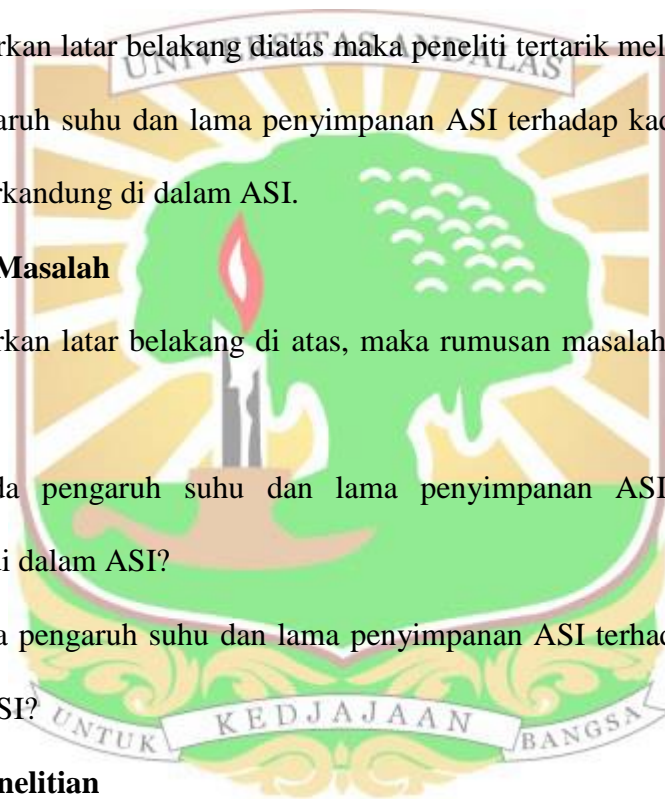 UNIVERSITAS ANDALAS
rkan latar belakang diatas maka peneliti tertarik mel
aruh suhu dan lama penyimpanan ASI terhadap kad
rkandung di dalam ASI.
Masalah
rkan latar belakang di atas, maka rumusan masalah
da pengaruh suhu dan lama penyimpanan ASI
di dalam ASI?
a pengaruh suhu dan lama penyimpanan ASI terhad
SI?
UNTUK KEDJAJAAN BANGSA
nelitian